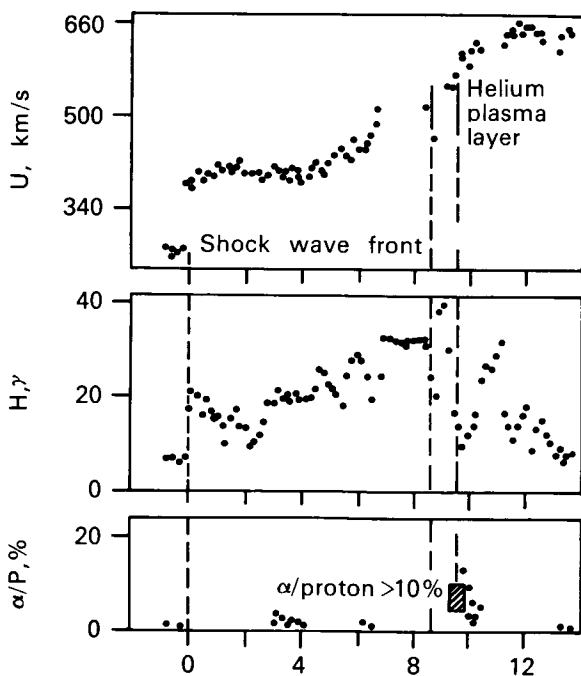 660
500
340
U, km/s
Helium
plasma
layer
Shock wave front
40
20
0
H,γ
20
0
α/P,%
α/proton >10%
0 4 8 12